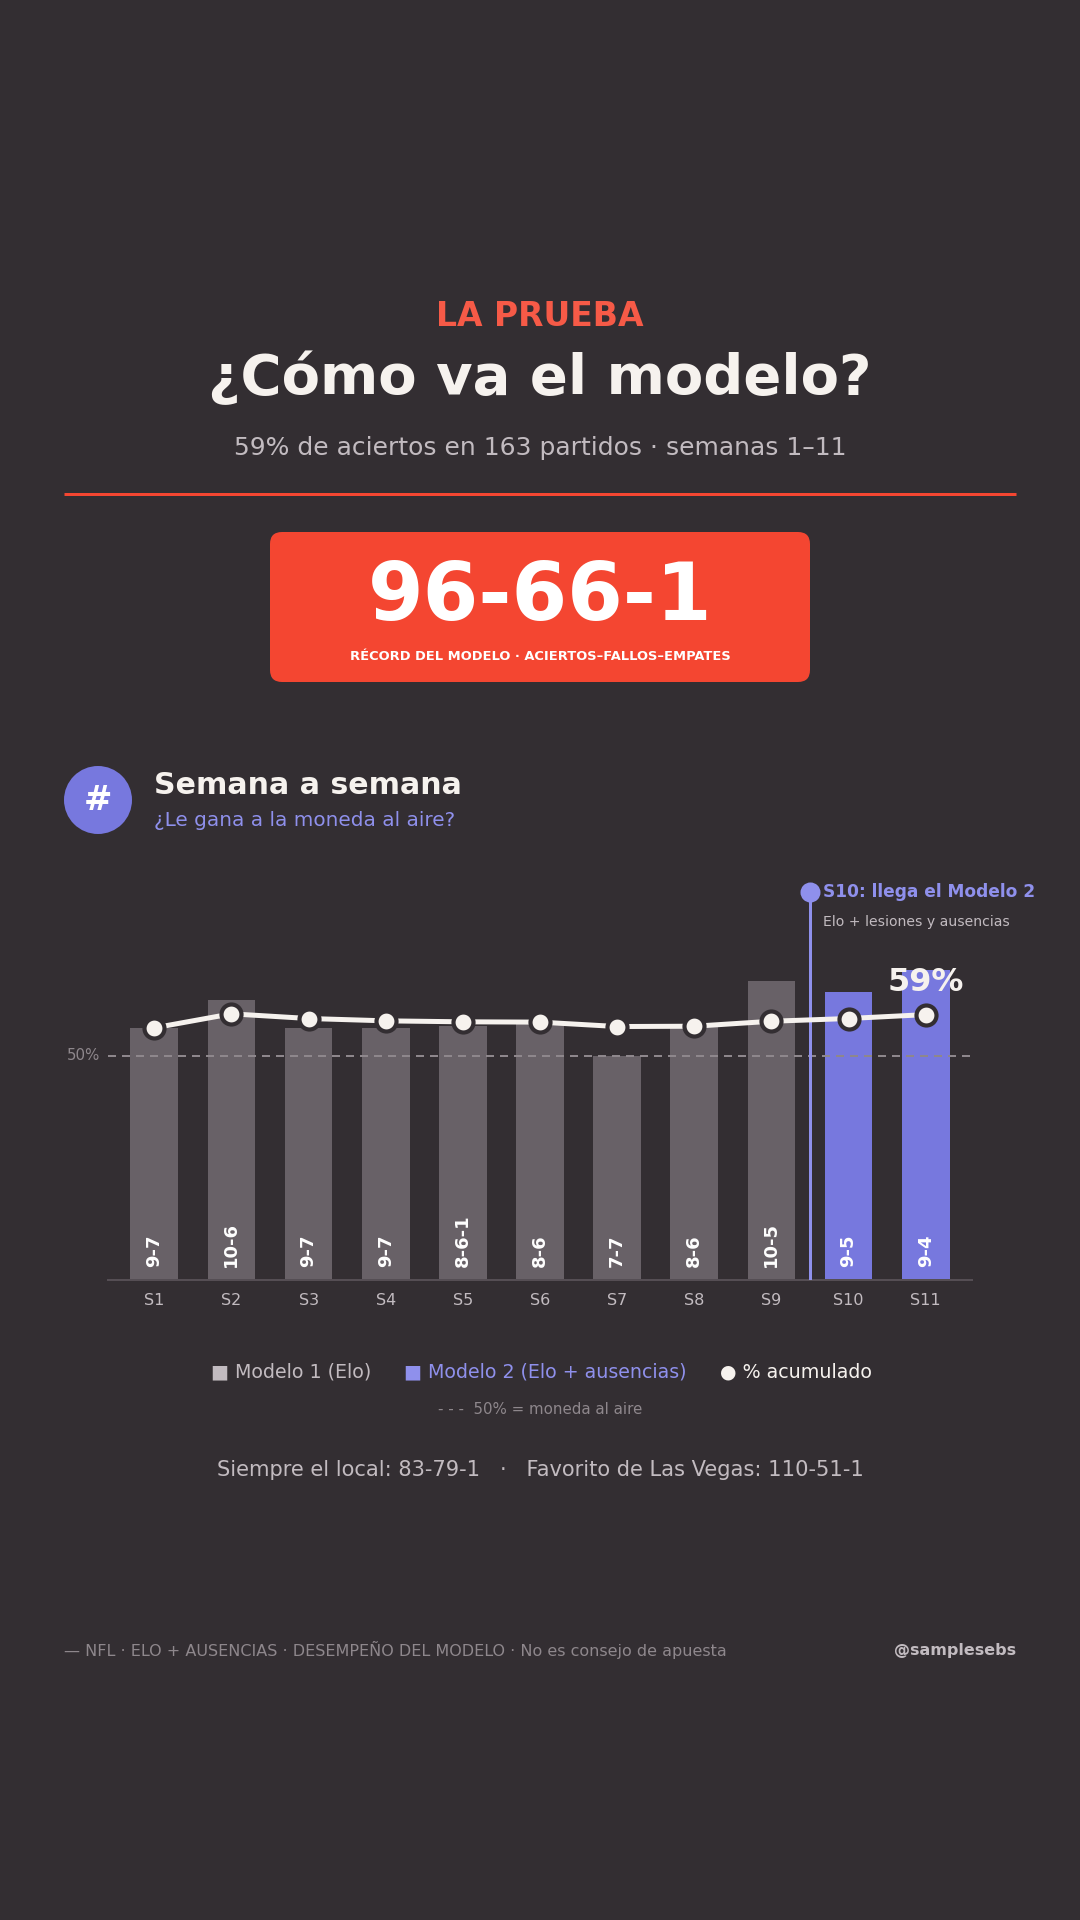 LA PRUEBA
¿Cómo va el modelo?
59% de aciertos en 163 partidos · semanas 1–11
96-66-1
RÉCORD DEL MODELO · ACIERTOS–FALLOS–EMPATES
#
Semana a semana
¿Le gana a la moneda al aire?
S10: llega el Modelo 2
Elo + lesiones y ausencias
59%
50%
9-7
10-6
9-7
9-7
8-6-1
8-6
7-7
8-6
10-5
9-5
9-4
S1 S2 S3 S4 S5 S6 S7 S8 S9 S10 S11
■ Modelo 1 (Elo) ■ Modelo 2 (Elo + ausencias) ● % acumulado
- - - 50% = moneda al aire
Siempre el local: 83-79-1 · Favorito de Las Vegas: 110-51-1
— NFL · ELO + AUSENCIAS · DESEMPEÑO DEL MODELO · No es consejo de apuesta
@samplesebs